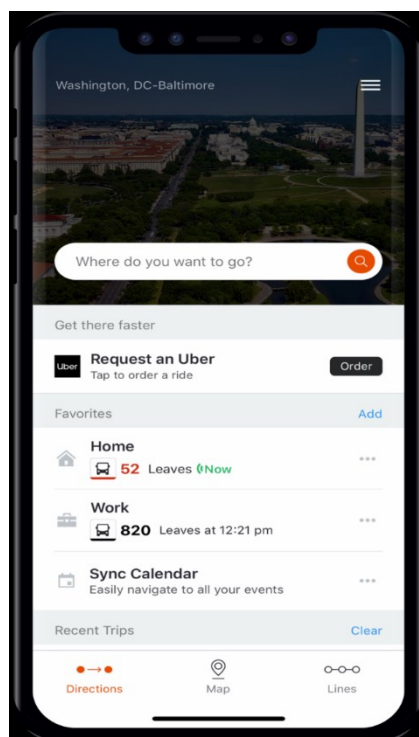 Washington, DC-Baltimore
Where do you want to go?
Get there faster
Uber
Request an Uber
Tap to order a ride
Order
Favorites Add
Home
52 Leaves Now
Work
820 Leaves at 12:21 pm
Sync Calendar
Easily navigate to all your events
Recent Trips Clear
Directions Map Lines